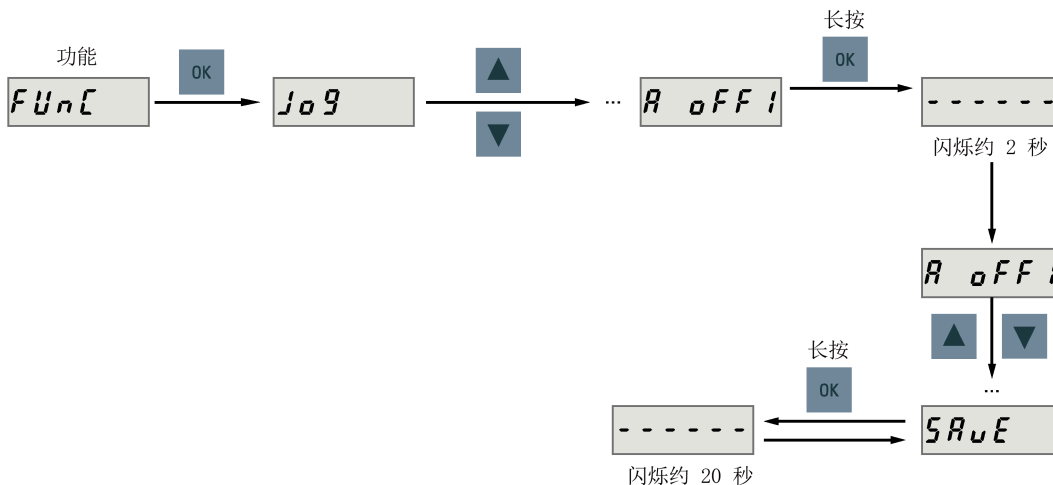 功能
OK
FUnC
JoG
...
A oFF1
长按
OK
------
闪烁约 2 秒
A oFF1
...
SAvE
长按
OK
------
闪烁约 20 秒